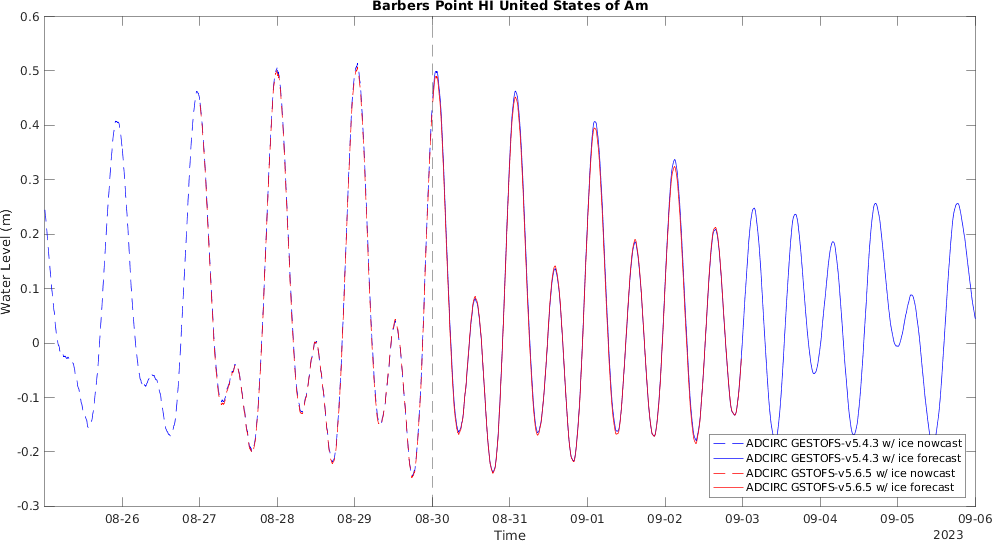 Barbers Point HI United States of Am
0.6
0.5
0.4
0.3
0.2
0.1
0
-0.1
-0.2
-0.3
Water Level (m)
ADCIRC GESTOFS-v5.4.3 w/ ice nowcast
ADCIRC GESTOFS-v5.4.3 w/ ice forecast
ADCIRC GSTOFS-v5.6.5 w/ ice nowcast
ADCIRC GSTOFS-v5.6.5 w/ ice forecast
08-26 08-27 08-28 08-29 08-30 08-31 09-01 09-02 09-03 09-04 09-05 09-06
Time
2023